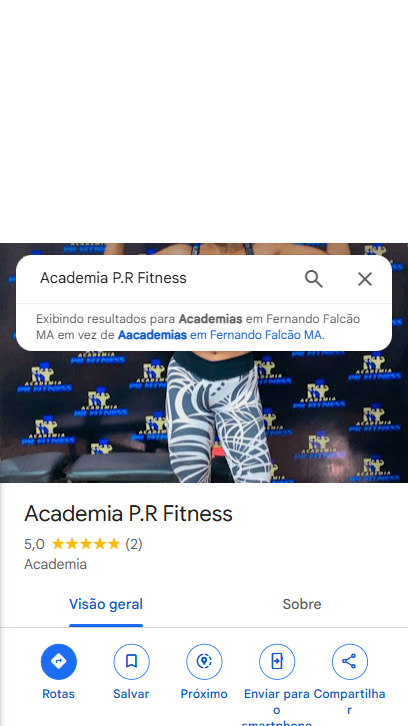 Academia P.R Fitness
Exibindo resultados para Academias em Fernando Falcão
MA em vez de Aacademias em Fernando Falcão MA.
ACADEMIA
PR FITNESS
Academia P.R Fitness
5,0 (2)
Academia
Visão geral
Sobre
Rotas
Salvar
Próximo
Enviar para
o
smartphone
Compartilha
r